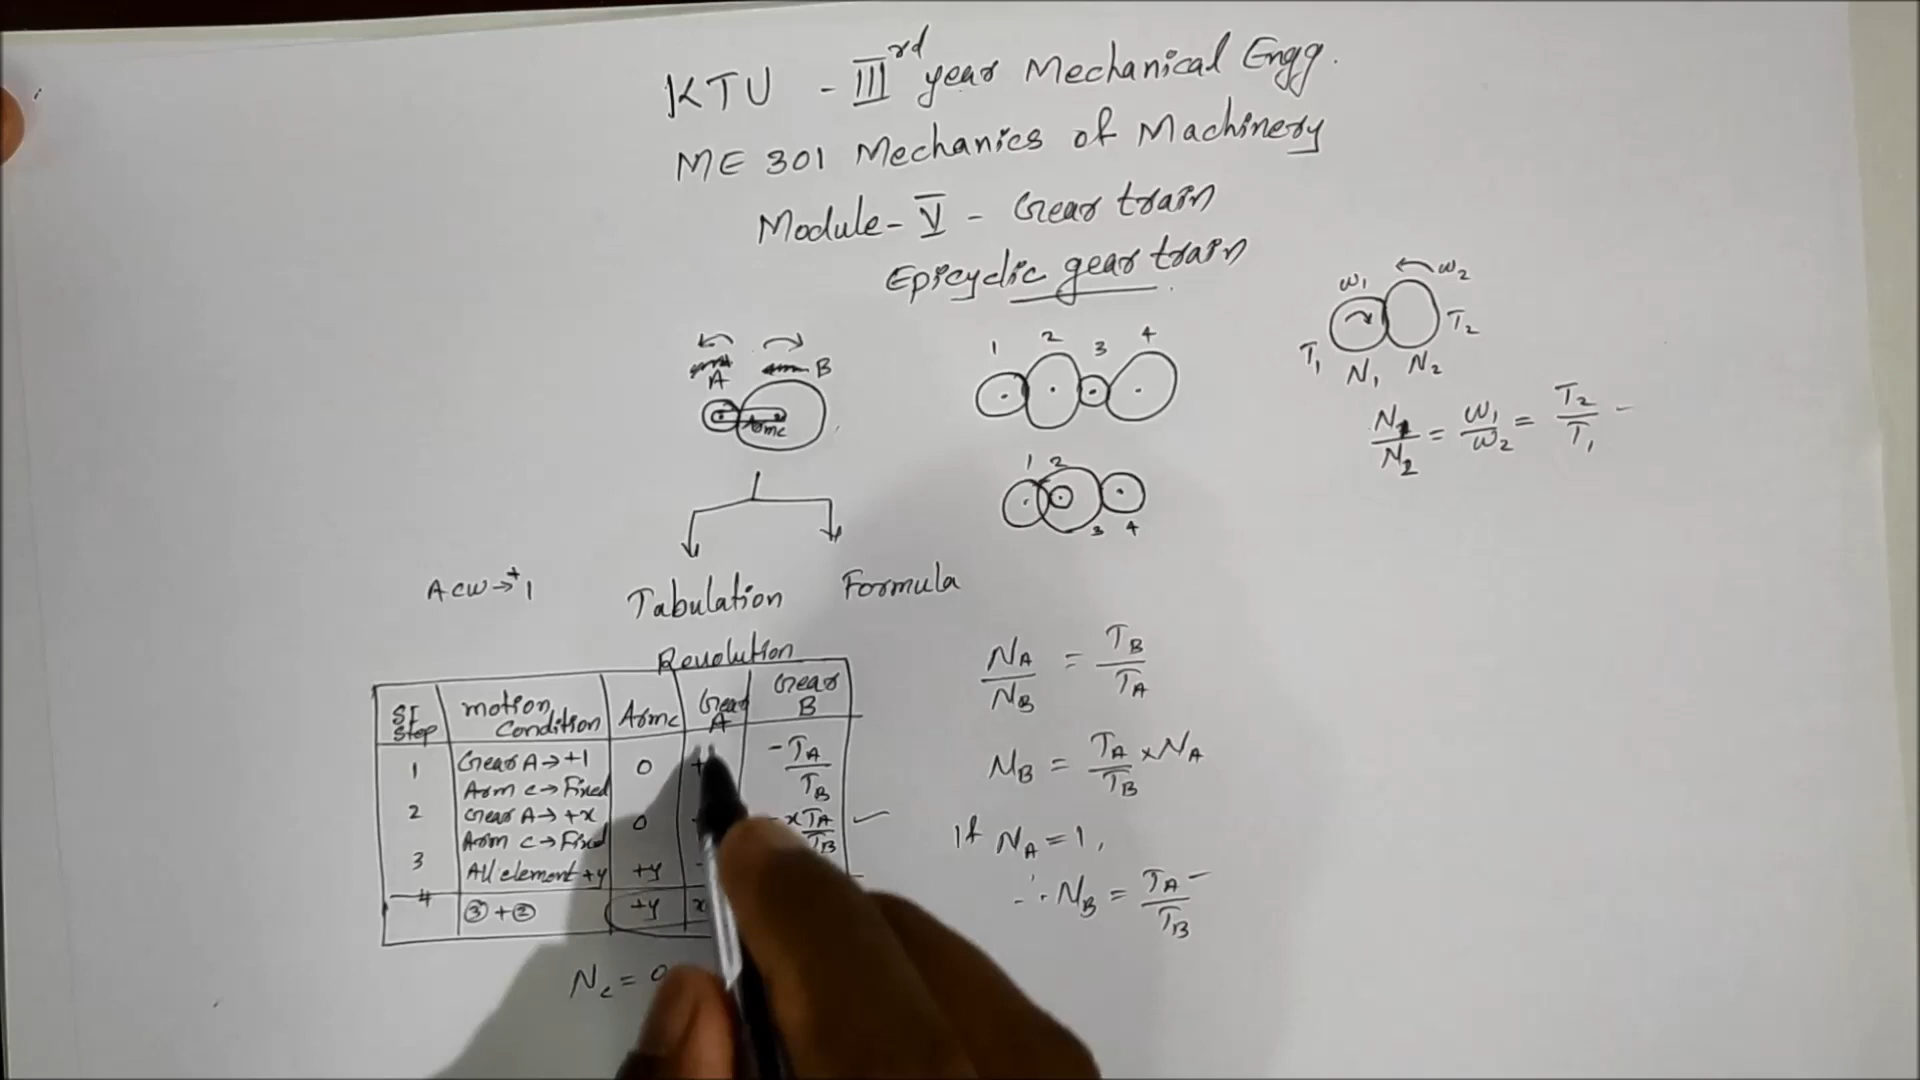 KTU - IIIrd year Mechanical Engg.
ME 301 Mechanics of Machinery
Module- V - Gear train
Epicyclic gear train
A B
Arm c
1 2 3 4
1 2
3 4
ω1 ω2
T1 T2
N1 N2
N1/N2 = ω1/ω2 = T2/T1
ACW → +1
Tabulation Formula
Revolution
St Step motion Condition Arm c Gear A Gear B
1 Gear A → +1 Arm c → Fixed 0 + -TA/TB
2 Gear A → +x Arm c → Fixed 0 -xTA/TB
3 All element +y +y
4 ③ + ② +y x
Nc = 0
NA/NB = TB/TA
NB = TA/TB × NA
If NA = 1,
∴ NB = TA/TB